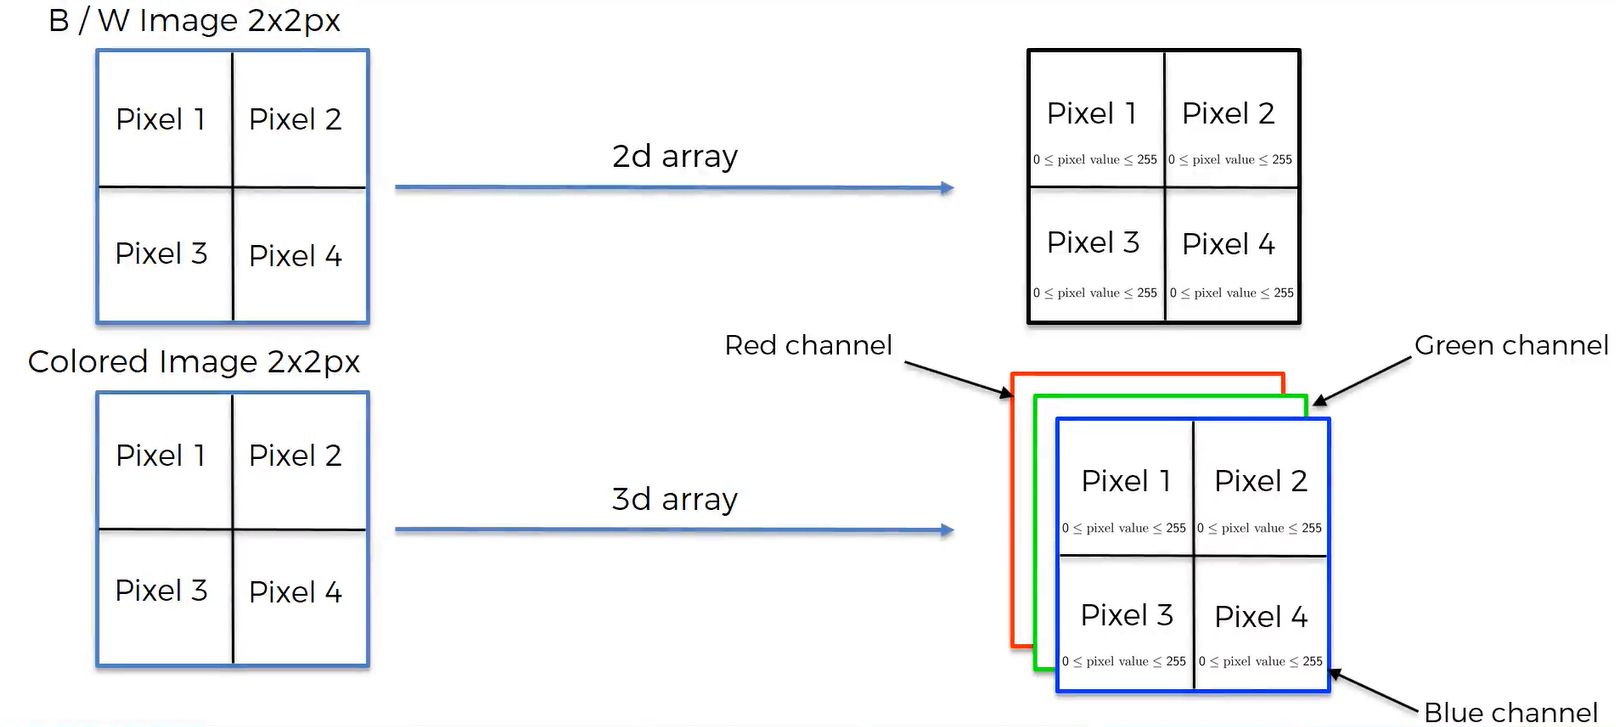 B / W Image 2x2px
Pixel 1 Pixel 2
Pixel 3 Pixel 4
2d array
Pixel 1 Pixel 2
0 ≤ pixel value ≤ 255 0 ≤ pixel value ≤ 255
Pixel 3 Pixel 4
0 ≤ pixel value ≤ 255 0 ≤ pixel value ≤ 255
Colored Image 2x2px
Pixel 1 Pixel 2
Pixel 3 Pixel 4
3d array
Red channel
Green channel
Pixel 1 Pixel 2
0 ≤ pixel value ≤ 255 0 ≤ pixel value ≤ 255
Pixel 3 Pixel 4
0 ≤ pixel value ≤ 255 0 ≤ pixel value ≤ 255
Blue channel